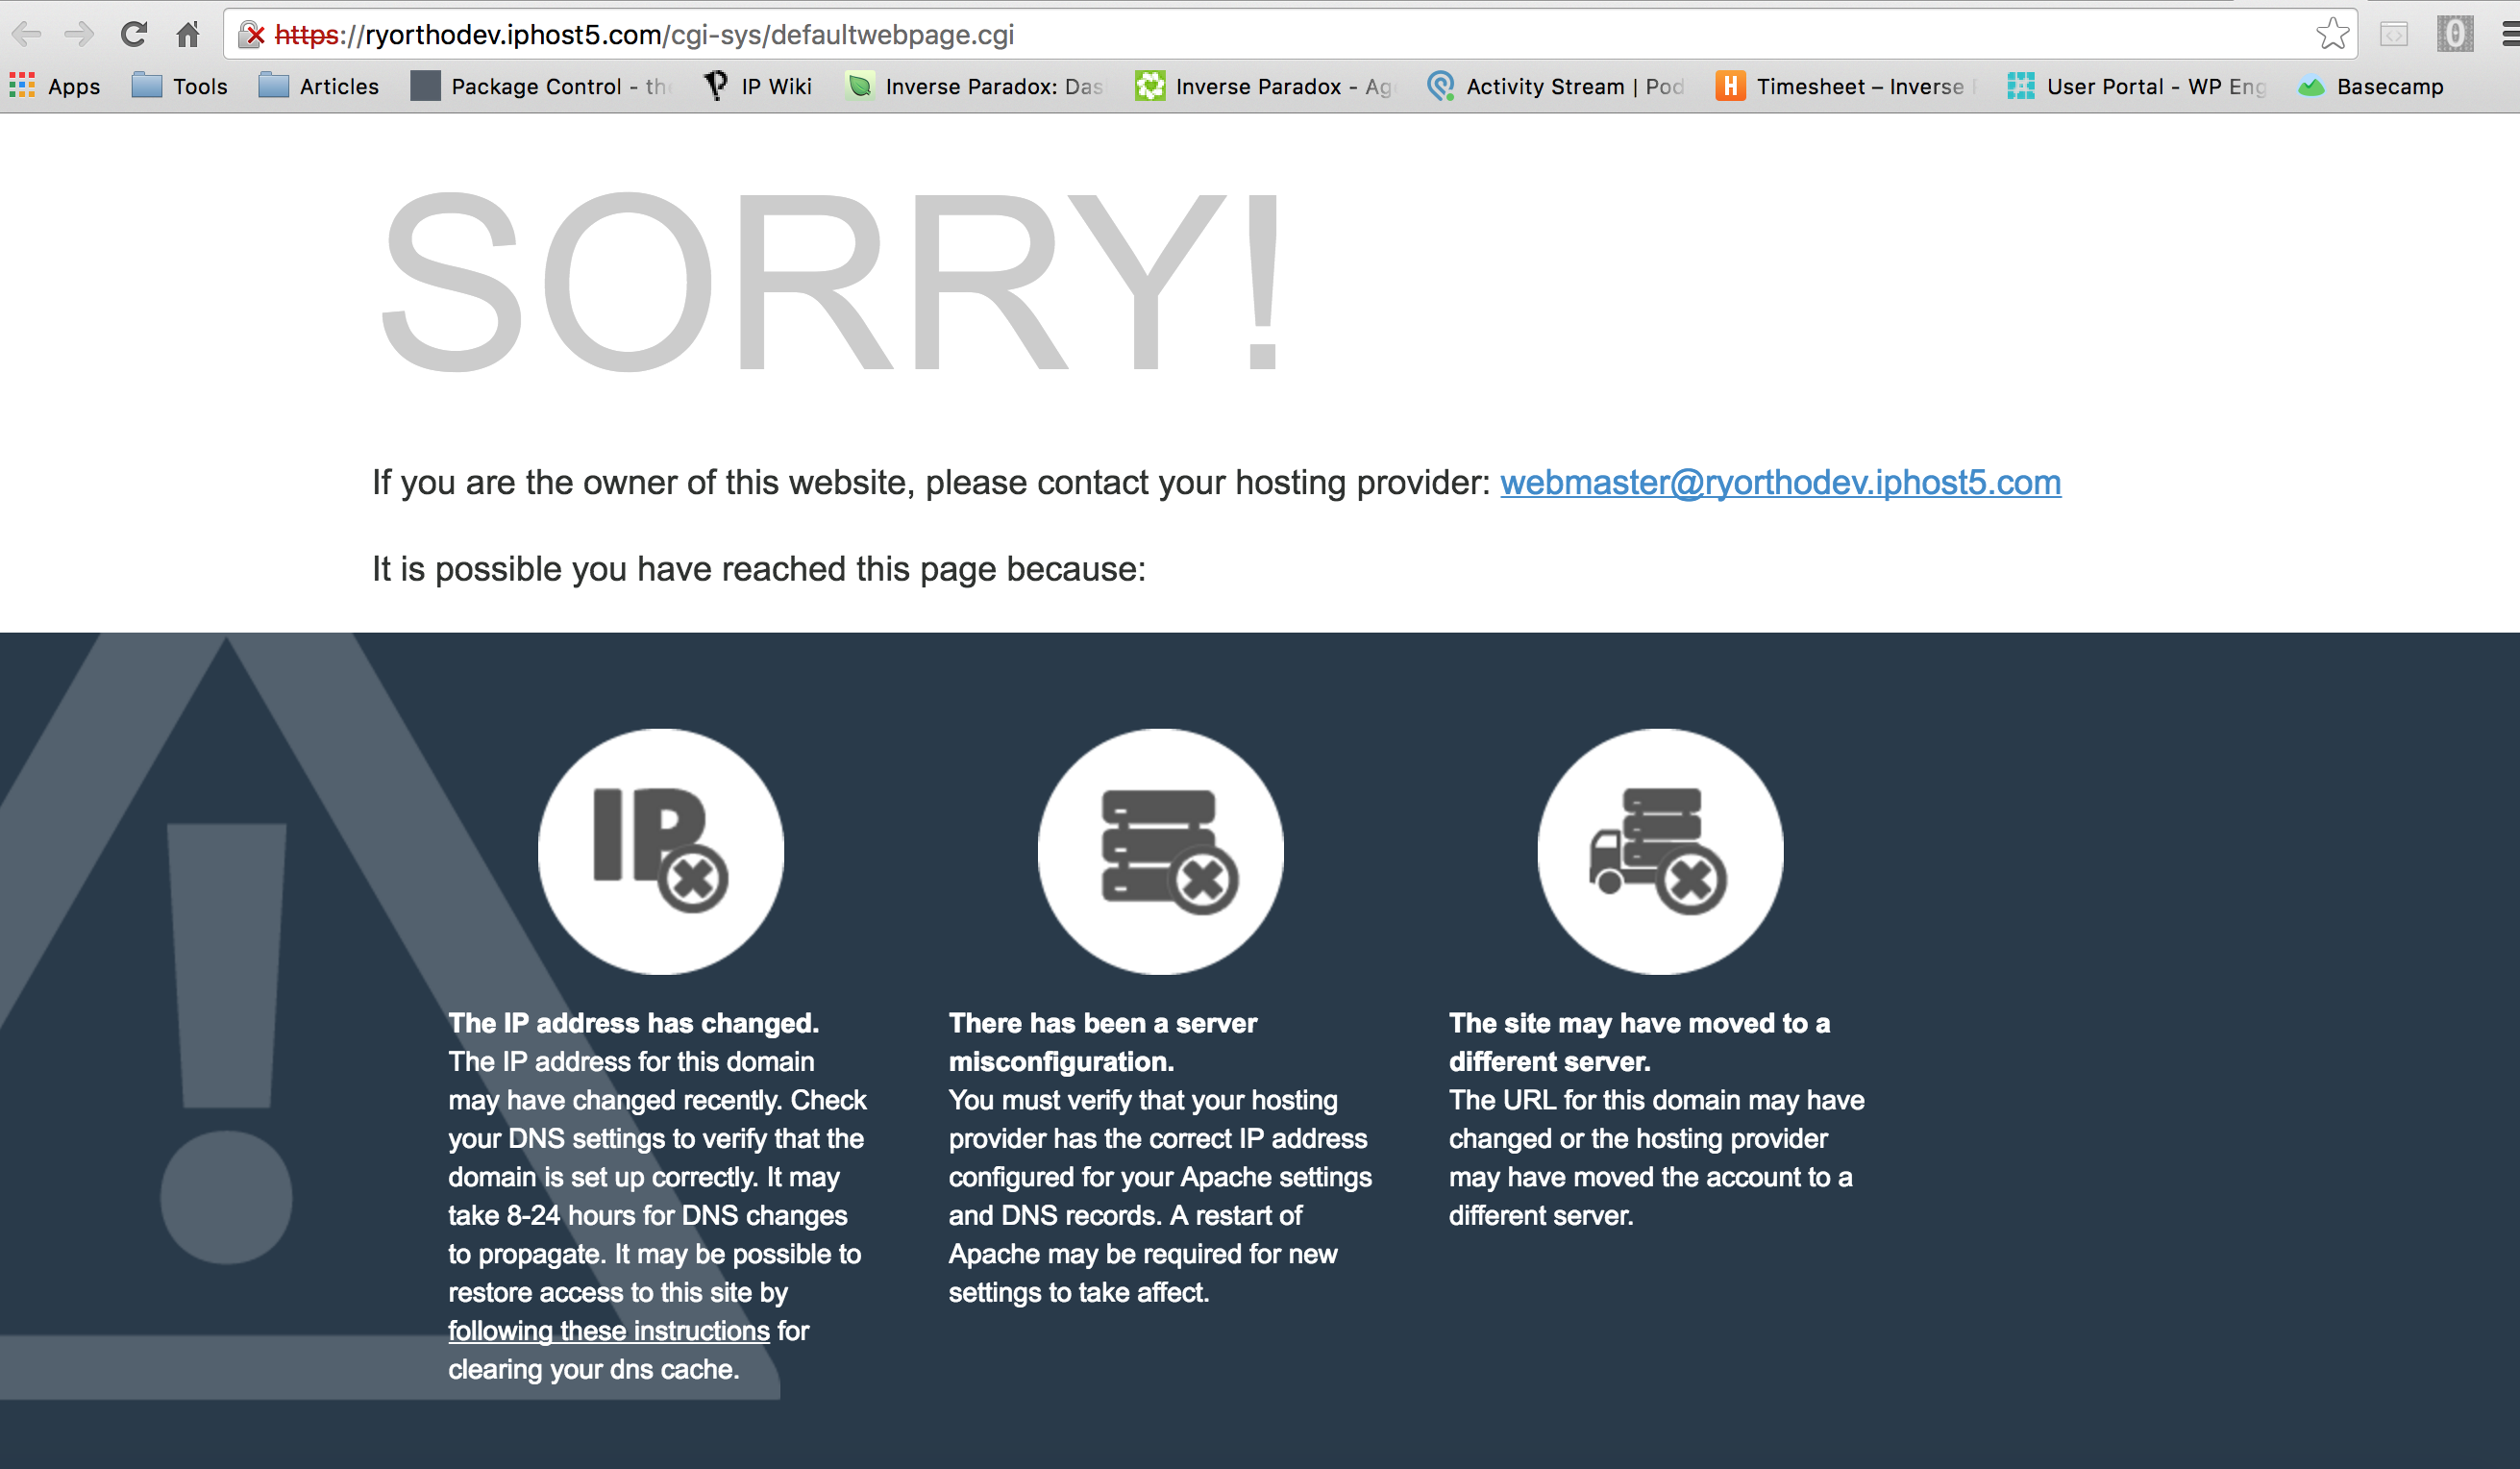 https://ryorthodev.iphost5.com/cgi-sys/defaultwebpage.cgi
Apps Tools Articles Package Control - the IP Wiki Inverse Paradox: Das Inverse Paradox - Age Activity Stream | Pod Timesheet – Inverse User Portal - WP Eng Basecamp
SORRY!
If you are the owner of this website, please contact your hosting provider: webmaster@ryorthodev.iphost5.com
It is possible you have reached this page because:
IP
The IP address has changed.
The IP address for this domain
may have changed recently. Check
your DNS settings to verify that the
domain is set up correctly. It may
take 8-24 hours for DNS changes
to propagate. It may be possible to
restore access to this site by
following these instructions for
clearing your dns cache.
There has been a server
misconfiguration.
You must verify that your hosting
provider has the correct IP address
configured for your Apache settings
and DNS records. A restart of
Apache may be required for new
settings to take affect.
The site may have moved to a
different server.
The URL for this domain may have
changed or the hosting provider
may have moved the account to a
different server.